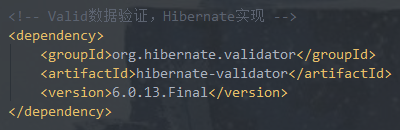 <!-- Valid数据验证，Hibernate实现 -->
<dependency>
    <groupId>org.hibernate.validator</groupId>
    <artifactId>hibernate-validator</artifactId>
    <version>6.0.13.Final</version>
</dependency>